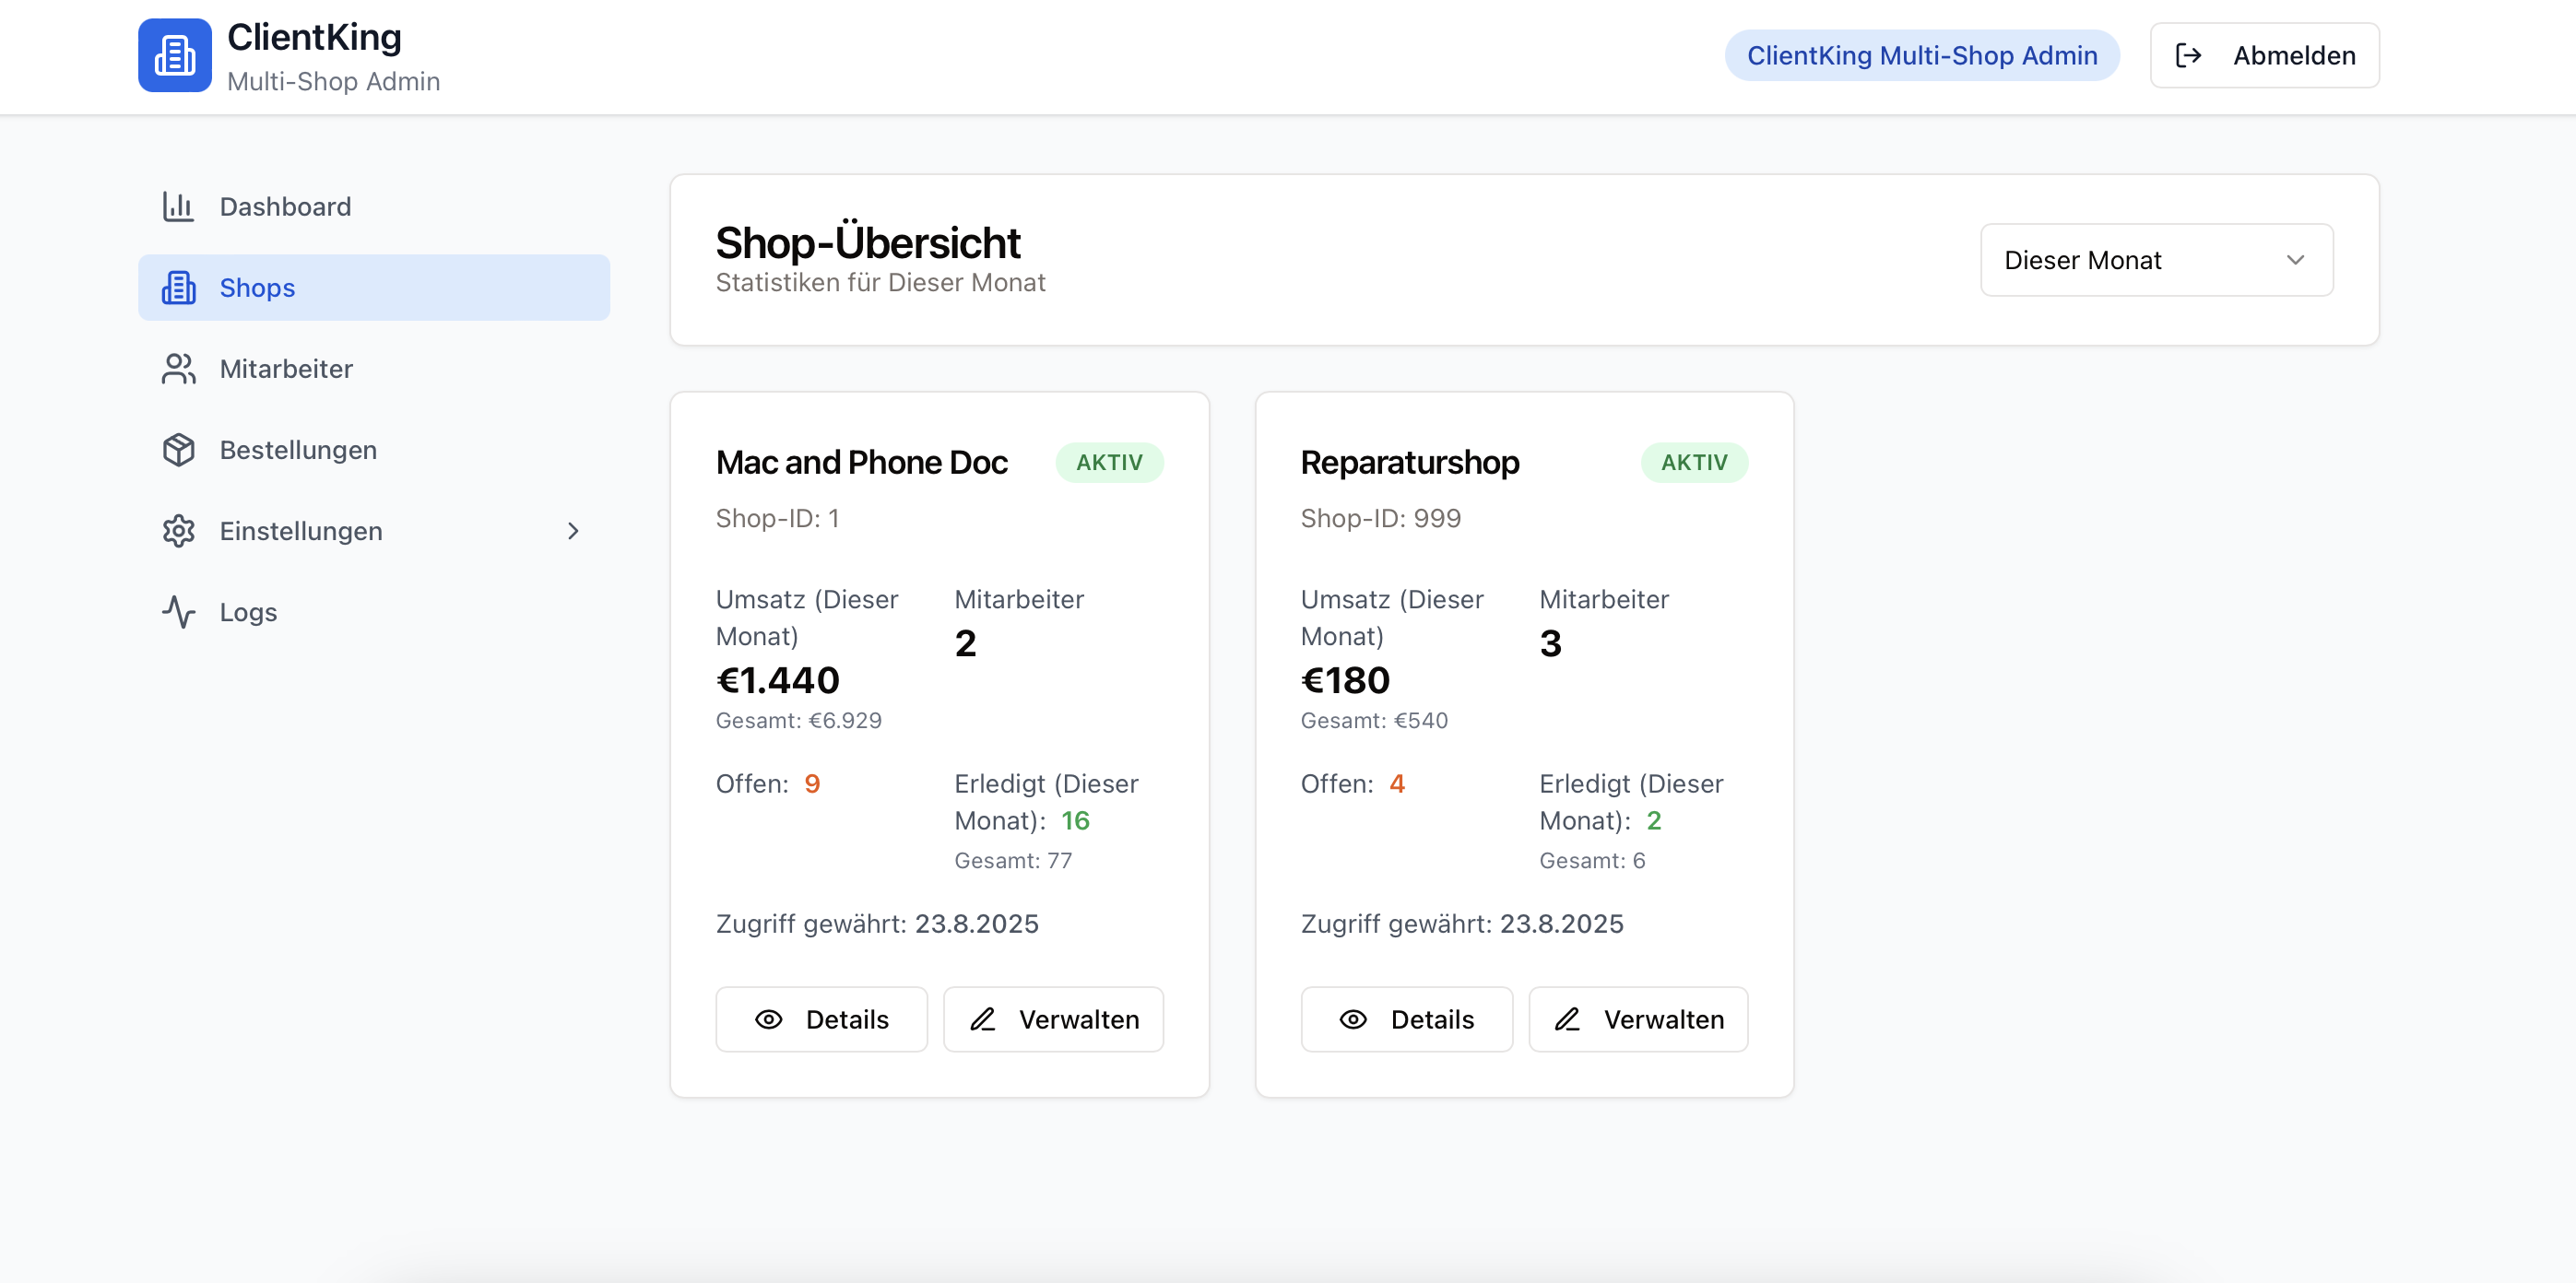 ClientKing
Multi-Shop Admin
ClientKing Multi-Shop Admin
Abmelden
Dashboard
Shops
Mitarbeiter
Bestellungen
Einstellungen
Logs
Shop-Übersicht
Statistiken für Dieser Monat
Dieser Monat
Mac and Phone Doc
AKTIV
Shop-ID: 1
Umsatz (Dieser
Monat)
€1.440
Gesamt: €6.929
Mitarbeiter
2
Offen: 9
Erledigt (Dieser
Monat): 16
Gesamt: 77
Zugriff gewährt: 23.8.2025
Details
Verwalten
Reparaturshop
AKTIV
Shop-ID: 999
Umsatz (Dieser
Monat)
€180
Gesamt: €540
Mitarbeiter
3
Offen: 4
Erledigt (Dieser
Monat): 2
Gesamt: 6
Zugriff gewährt: 23.8.2025
Details
Verwalten